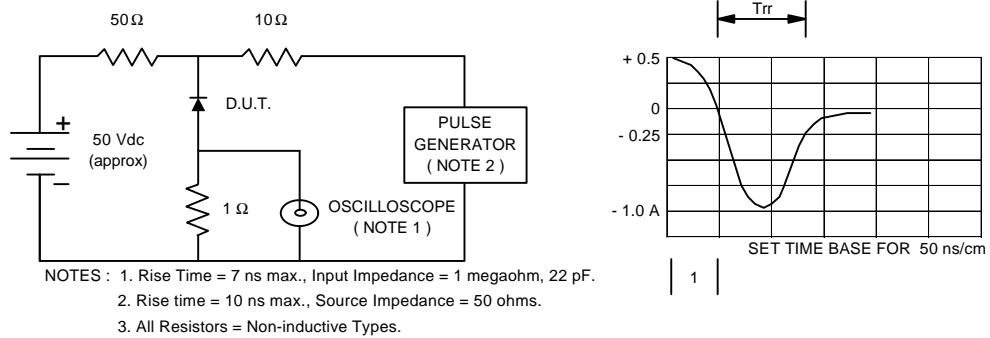 50Ω
10Ω
D.U.T.
+
50 Vdc
(approx)
−
1 Ω
OSCILLOSCOPE
( NOTE 1 )
PULSE
GENERATOR
( NOTE 2 )
Trr
+ 0.5
0
- 0.25
- 1.0 A
SET TIME BASE FOR 50 ns/cm
1
NOTES : 1. Rise Time = 7 ns max., Input Impedance = 1 megaohm, 22 pF.
2. Rise time = 10 ns max., Source Impedance = 50 ohms.
3. All Resistors = Non-inductive Types.